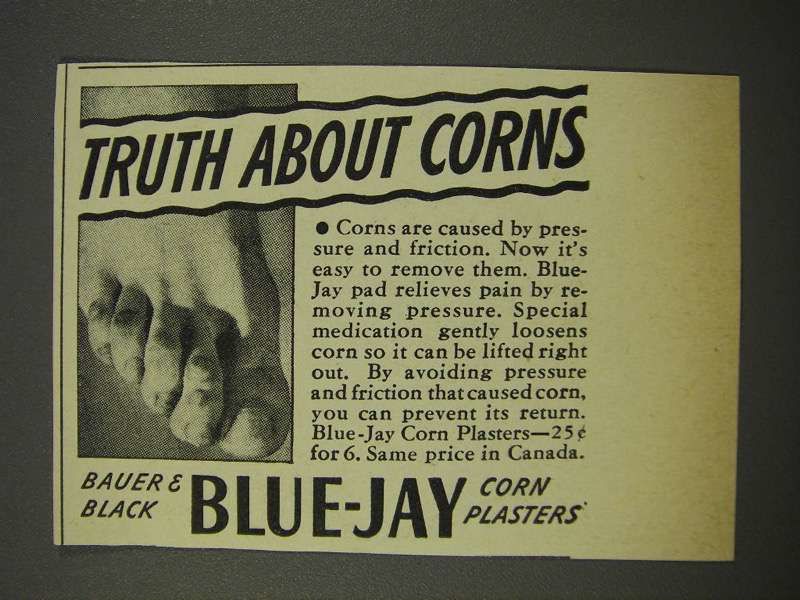 TRUTH ABOUT CORNS
● Corns are caused by pres-
sure and friction. Now it's
easy to remove them. Blue-
Jay pad relieves pain by re-
moving pressure. Special
medication gently loosens
corn so it can be lifted right
out. By avoiding pressure
and friction that caused corn,
you can prevent its return.
Blue-Jay Corn Plasters—25¢
for 6. Same price in Canada.
BAUER &
BLACK
BLUE-JAY
CORN
PLASTERS